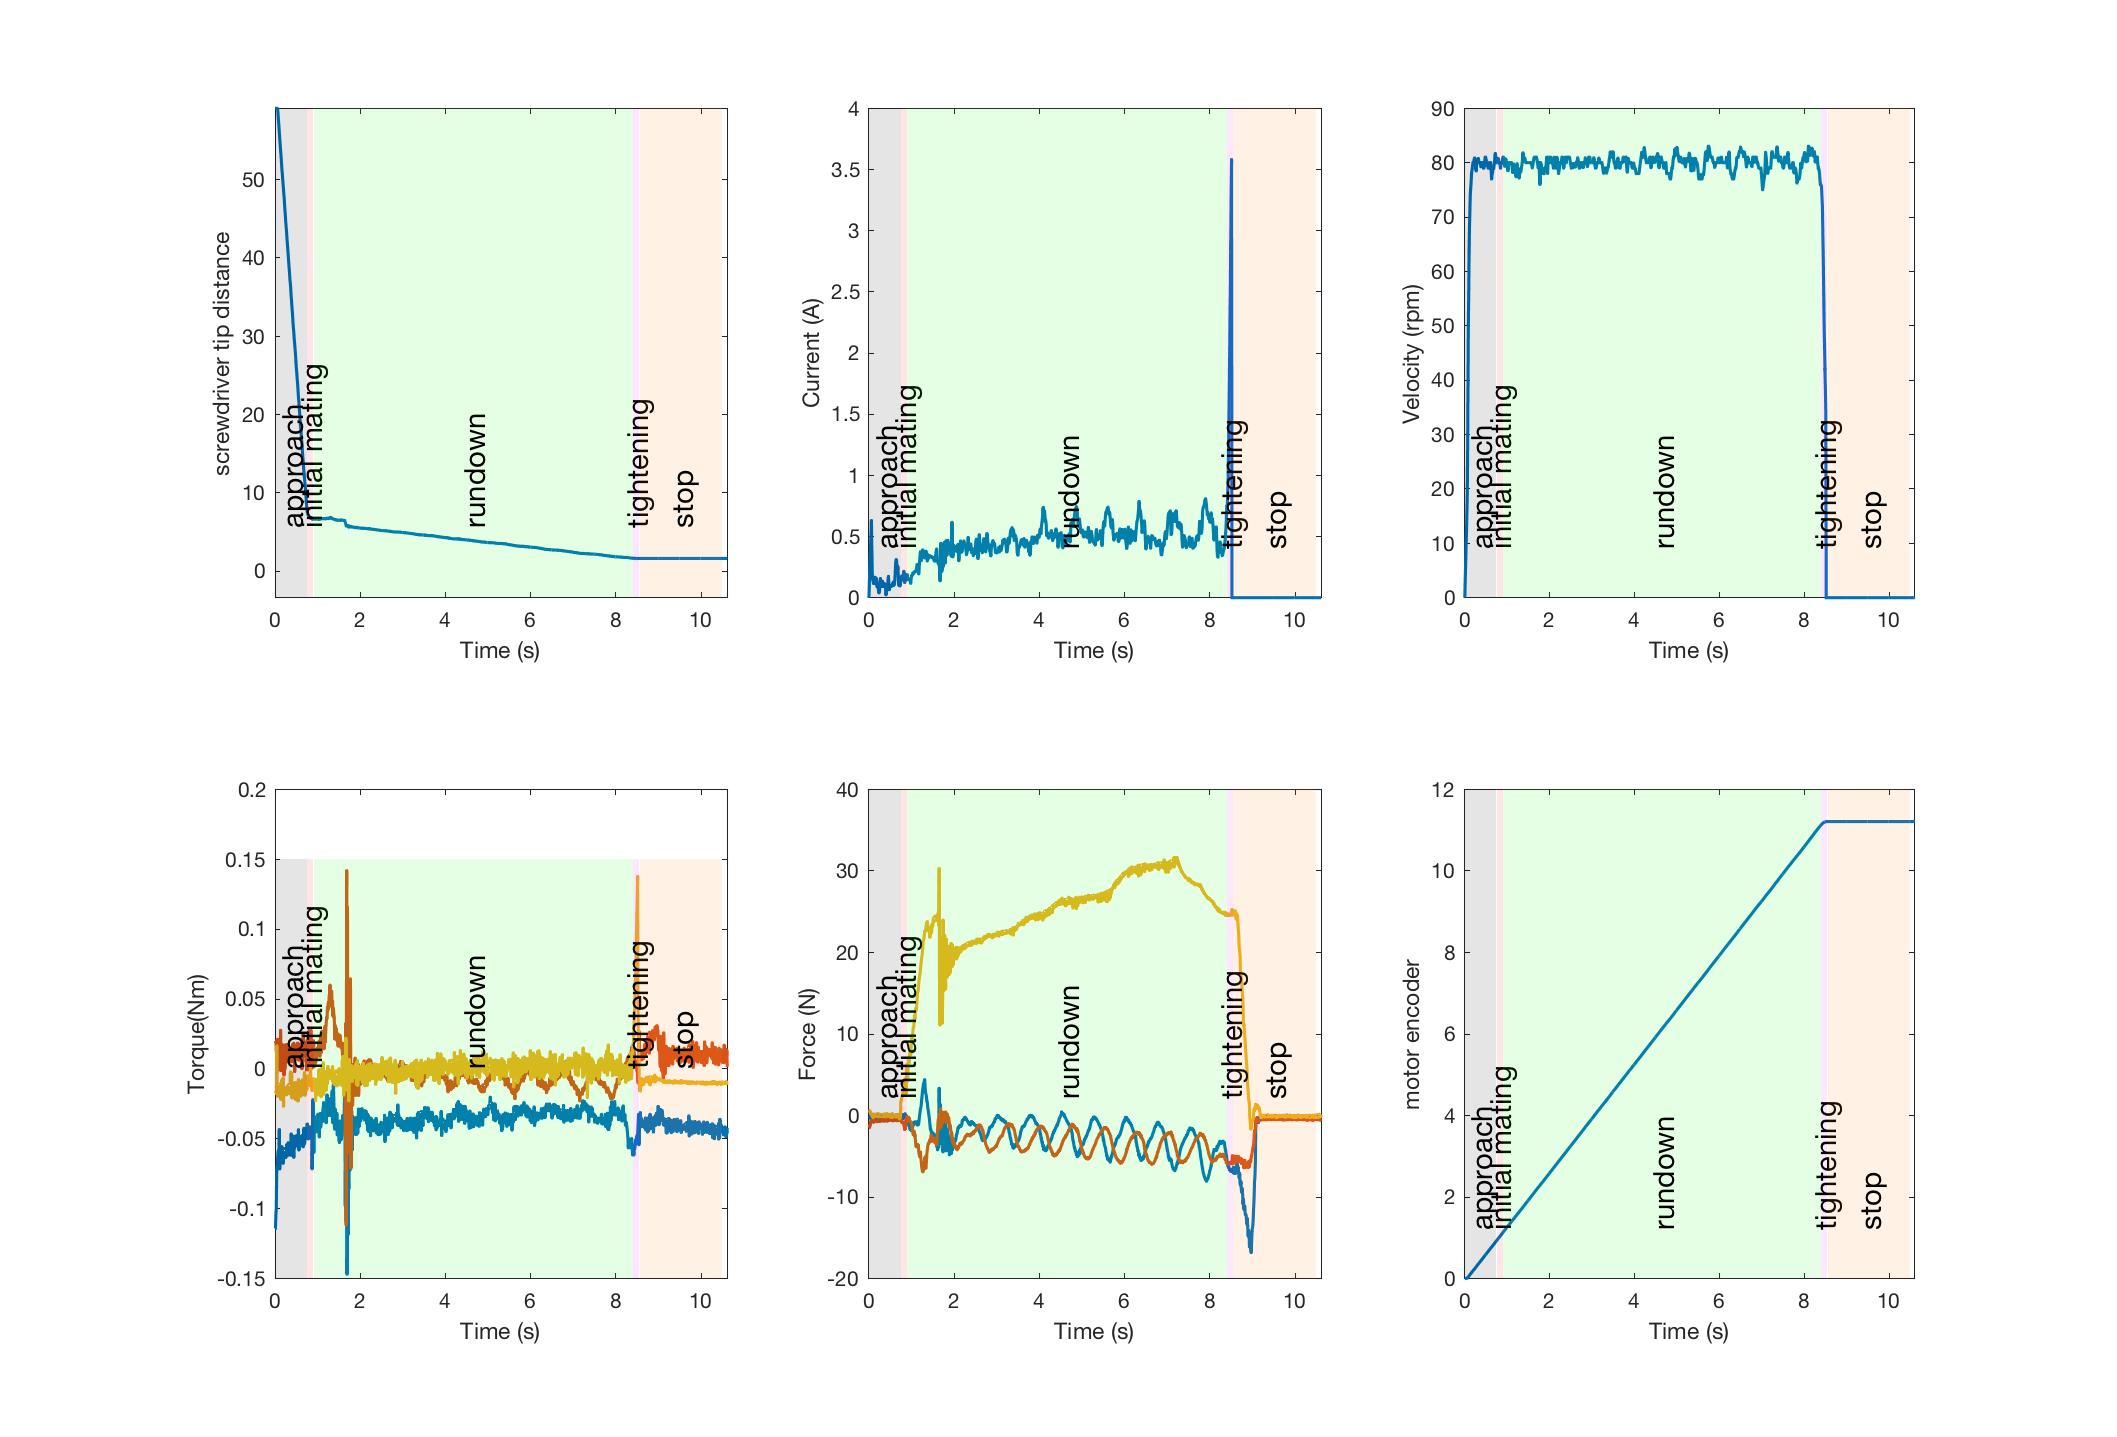 screwdriver tip distance
50
40
30
20
10
0
approach
initial mating
rundown
tightening
stop
0 2 4 6 8 10
Time (s)
Current (A)
4
3.5
3
2.5
2
1.5
1
0.5
0
approach
initial mating
rundown
tightening
stop
0 2 4 6 8 10
Time (s)
Velocity (rpm)
90
80
70
60
50
40
30
20
10
0
approach
initial mating
rundown
tightening
stop
0 2 4 6 8 10
Time (s)
Torque(Nm)
0.2
0.15
0.1
0.05
0
-0.05
-0.1
-0.15
approach
initial mating
rundown
tightening
stop
0 2 4 6 8 10
Time (s)
Force (N)
40
30
20
10
0
-10
-20
approach
initial mating
rundown
tightening
stop
0 2 4 6 8 10
Time (s)
motor encoder
12
10
8
6
4
2
0
approach
initial mating
rundown
tightening
stop
0 2 4 6 8 10
Time (s)